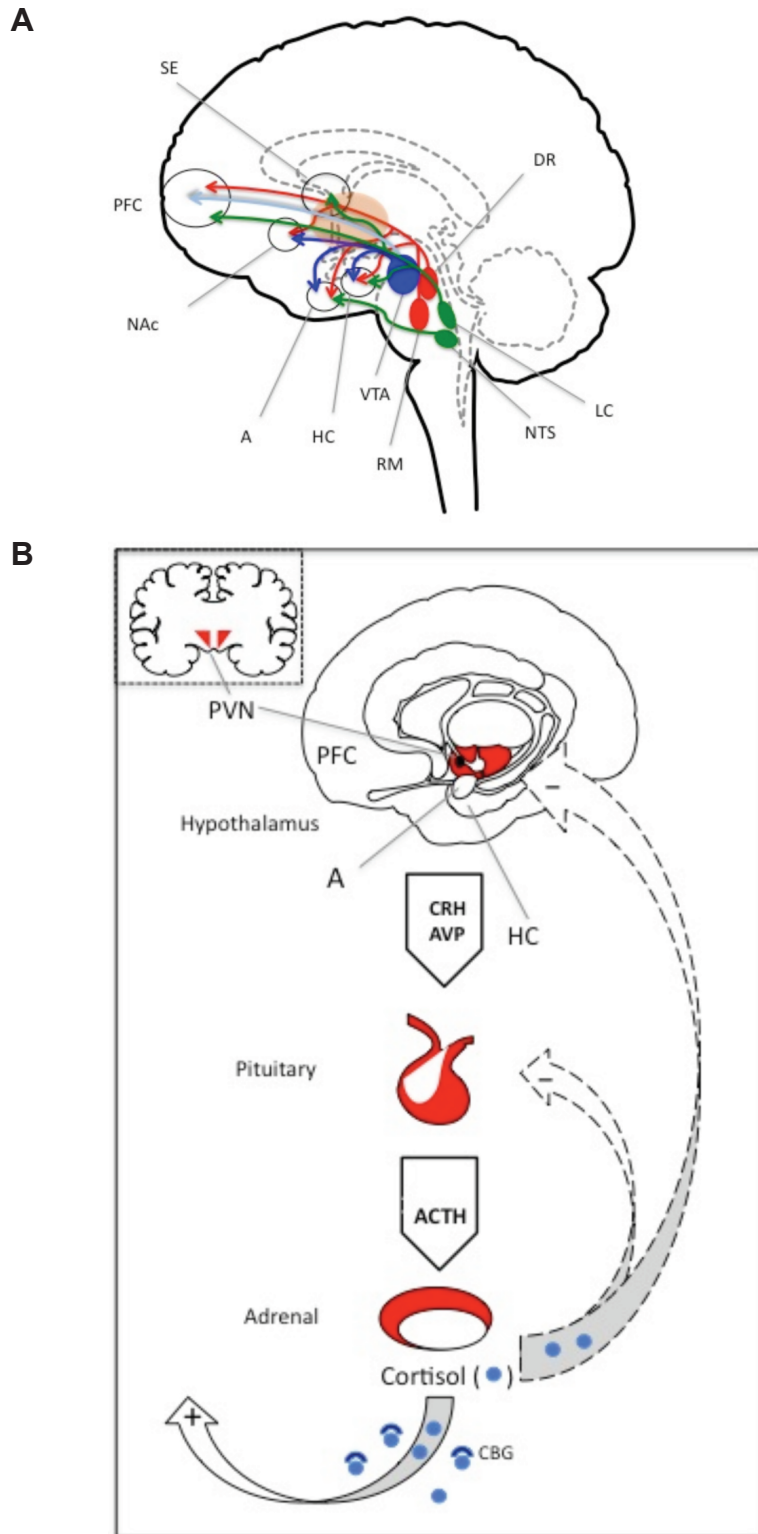 A
SE
DR
PFC
NAc
VTA
LC
A
HC
NTS
RM
B
PVN
PFC
−
Hypothalamus
A
CRH
AVP
HC
Pituitary
−
ACTH
Adrenal
Cortisol ( )
+
CBG